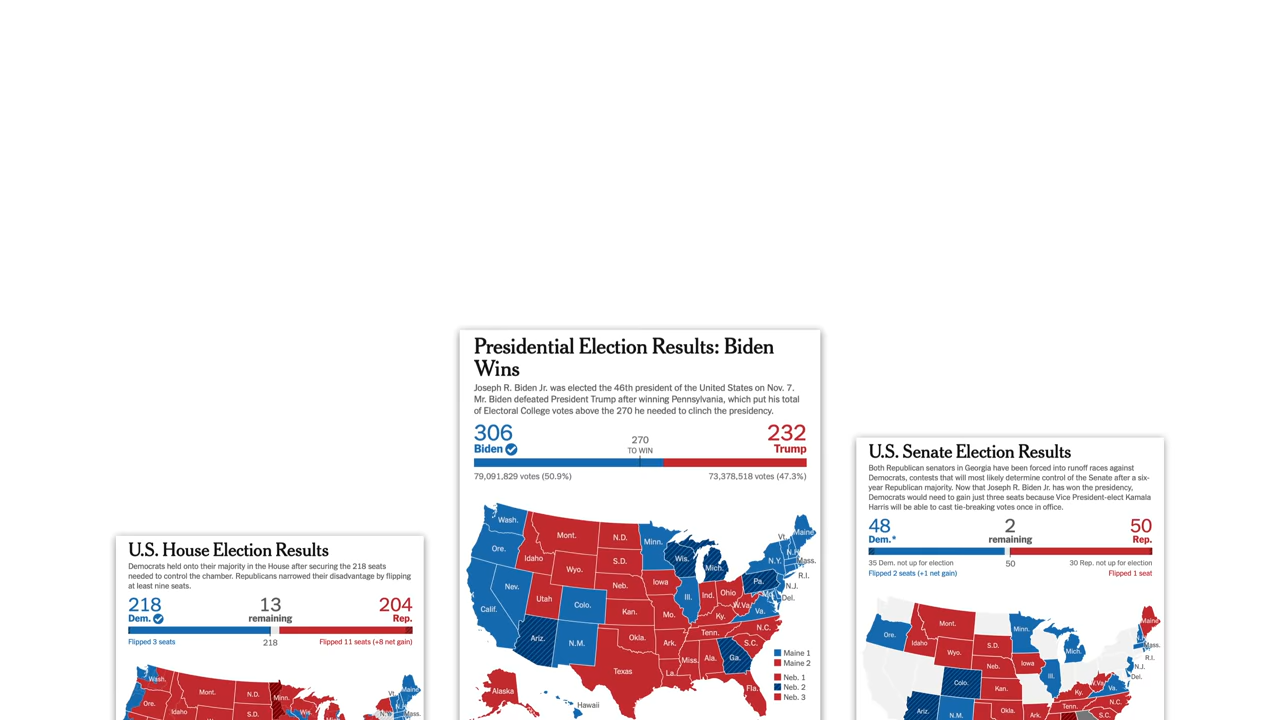 Presidential Election Results: Biden
Wins
Joseph R. Biden Jr. was elected the 46th president of the United States on Nov. 7.
Mr. Biden defeated President Trump after winning Pennsylvania, which put his total
of Electoral College votes above the 270 he needed to clinch the presidency.
306
Biden
270
TO WIN
232
Trump
79,091,829 votes (50.9%)
73,378,518 votes (47.3%)
Wash.
Ore.
Calif.
Nev.
Idaho
Mont.
Wyo.
Utah
Ariz.
Colo.
N.M.
N.D.
S.D.
Neb.
Kan.
Okla.
Texas
Minn.
Iowa
Mo.
Ark.
La.
Wis.
Ill.
Mich.
Ind.
Ohio
Ky.
Tenn.
Miss.
Ala.
Ga.
Fla.
S.C.
N.C.
Va.
W.Va.
Pa.
N.Y.
Vt.
N.H.
Maine
Mass.
R.I.
N.J.
Del.
Alaska
Hawaii
Maine 1
Maine 2
Neb. 1
Neb. 2
Neb. 3
U.S. House Election Results
Democrats held onto their majority in the House after securing the 218 seats
needed to control the chamber. Republicans narrowed their disadvantage by flipping
at least nine seats.
218
Dem.
13
remaining
204
Rep.
Flipped 3 seats
218
Flipped 11 seats (+8 net gain)
Wash.
Ore.
Idaho
Mont.
N.D.
S.D.
Minn.
Wis.
Mich.
Vt.
Maine
Mass.
U.S. Senate Election Results
Both Republican senators in Georgia have been forced into runoff races against
Democrats, contests that will most likely determine control of the Senate after a six-
year Republican majority. Now that Joseph R. Biden Jr. has won the presidency,
Democrats would need to gain just three seats because Vice President-elect Kamala
Harris will be able to cast tie-breaking votes once in office.
48
Dem.*
2
remaining
50
Rep.
35 Dem. not up for election
50
30 Rep. not up for election
Flipped 2 seats (+1 net gain)
Flipped 1 seat
Ore.
Idaho
Mont.
Wyo.
Colo.
Ariz.
N.M.
S.D.
Neb.
Kan.
Okla.
Minn.
Iowa
Ark.
Ill.
Mich.
Ky.
Tenn.
W.Va.
Va.
N.C.
S.C.
Maine
Mass.
R.I.
N.J.
Del.